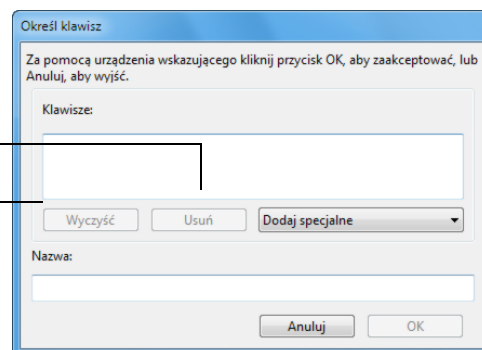 Określ klawisz
Za pomocą urządzenia wskazującego kliknij przycisk OK, aby zaakceptować, lub
Anuluj, aby wyjść.
Klawisze:
Wyczyść Usuń Dodaj specjalne
Nazwa:
Anuluj OK